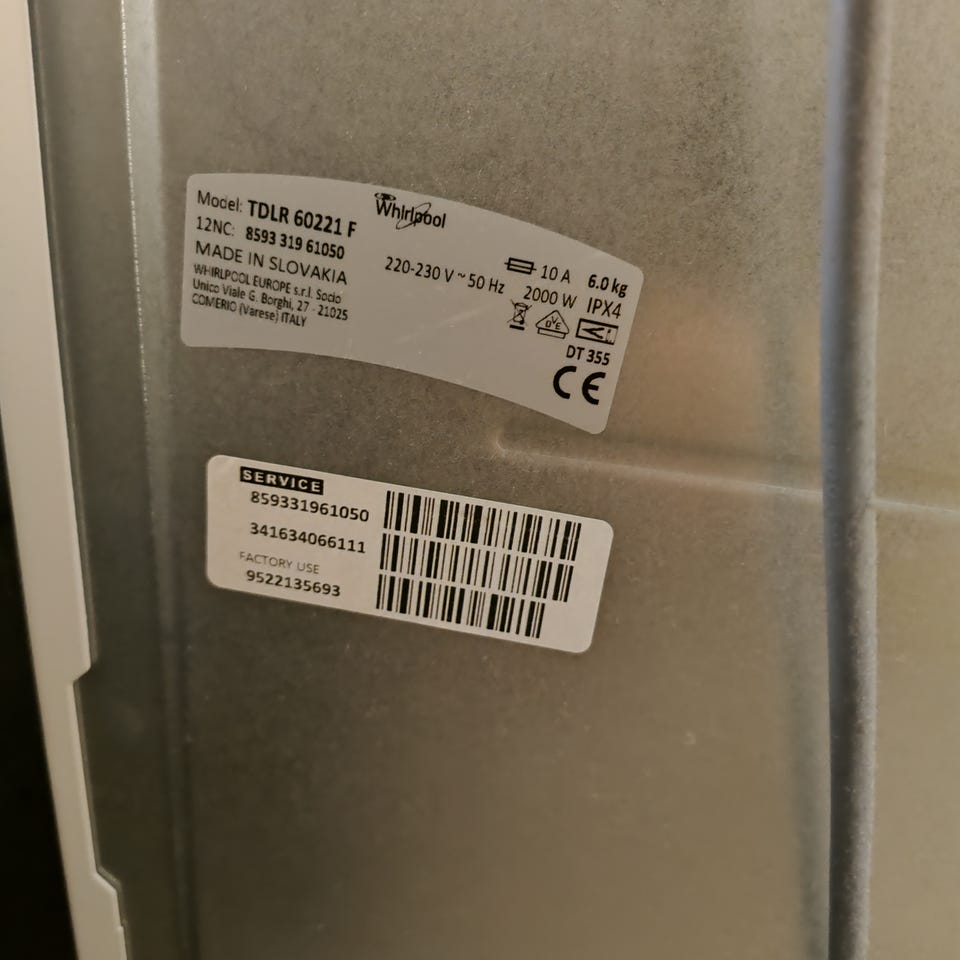 Whirlpool
Model: TDLR 60221 F
12NC: 8593 319 61050
MADE IN SLOVAKIA
WHIRLPOOL EUROPE s.r.l. Socio
Unico Viale G. Borghi, 27 - 21025
COMERIO (Varese) ITALY
10 A 6.0 kg
220-230 V ~ 50 Hz 2000 W IPX4
DVE
DT 355
CE
SERVICE
859331961050
341634066111
FACTORY USE
9522135693